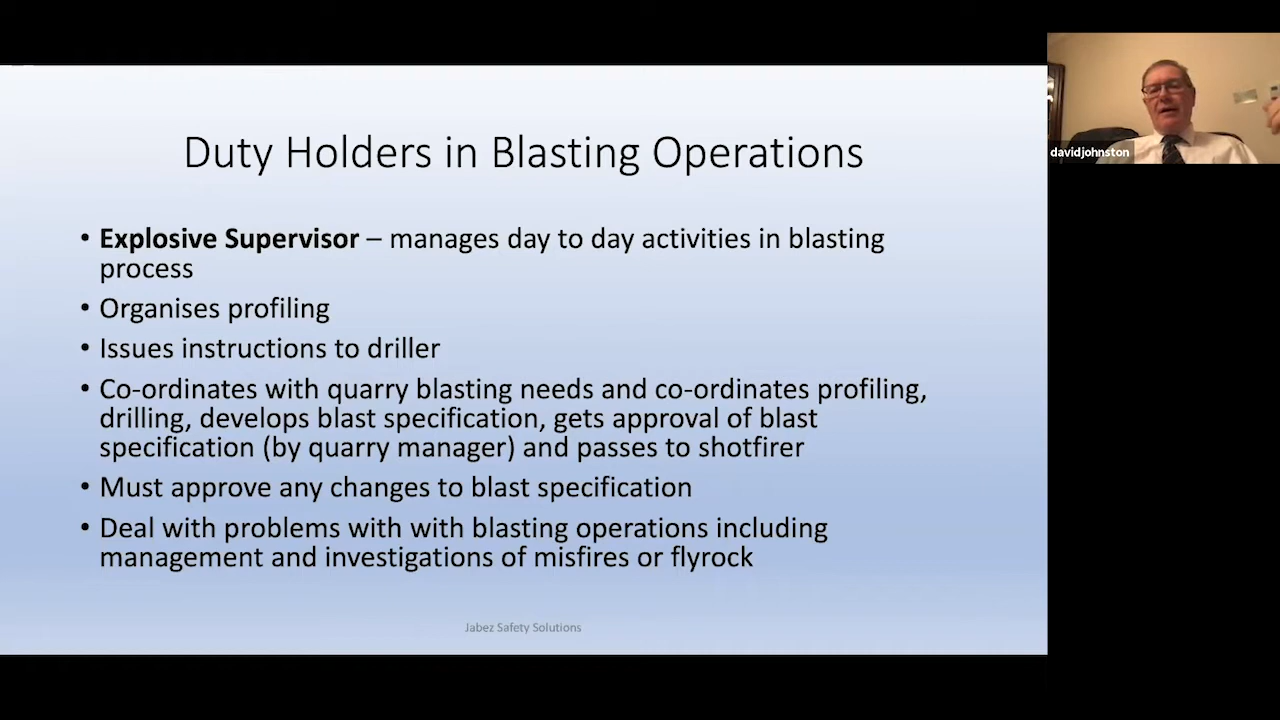 Duty Holders in Blasting Operations
• Explosive Supervisor – manages day to day activities in blasting
process
• Organises profiling
• Issues instructions to driller
• Co-ordinates with quarry blasting needs and co-ordinates profiling,
drilling, develops blast specification, gets approval of blast
specification (by quarry manager) and passes to shotfirer
• Must approve any changes to blast specification
• Deal with problems with with blasting operations including
management and investigations of misfires or flyrock
Jabez Safety Solutions
davidjohnston